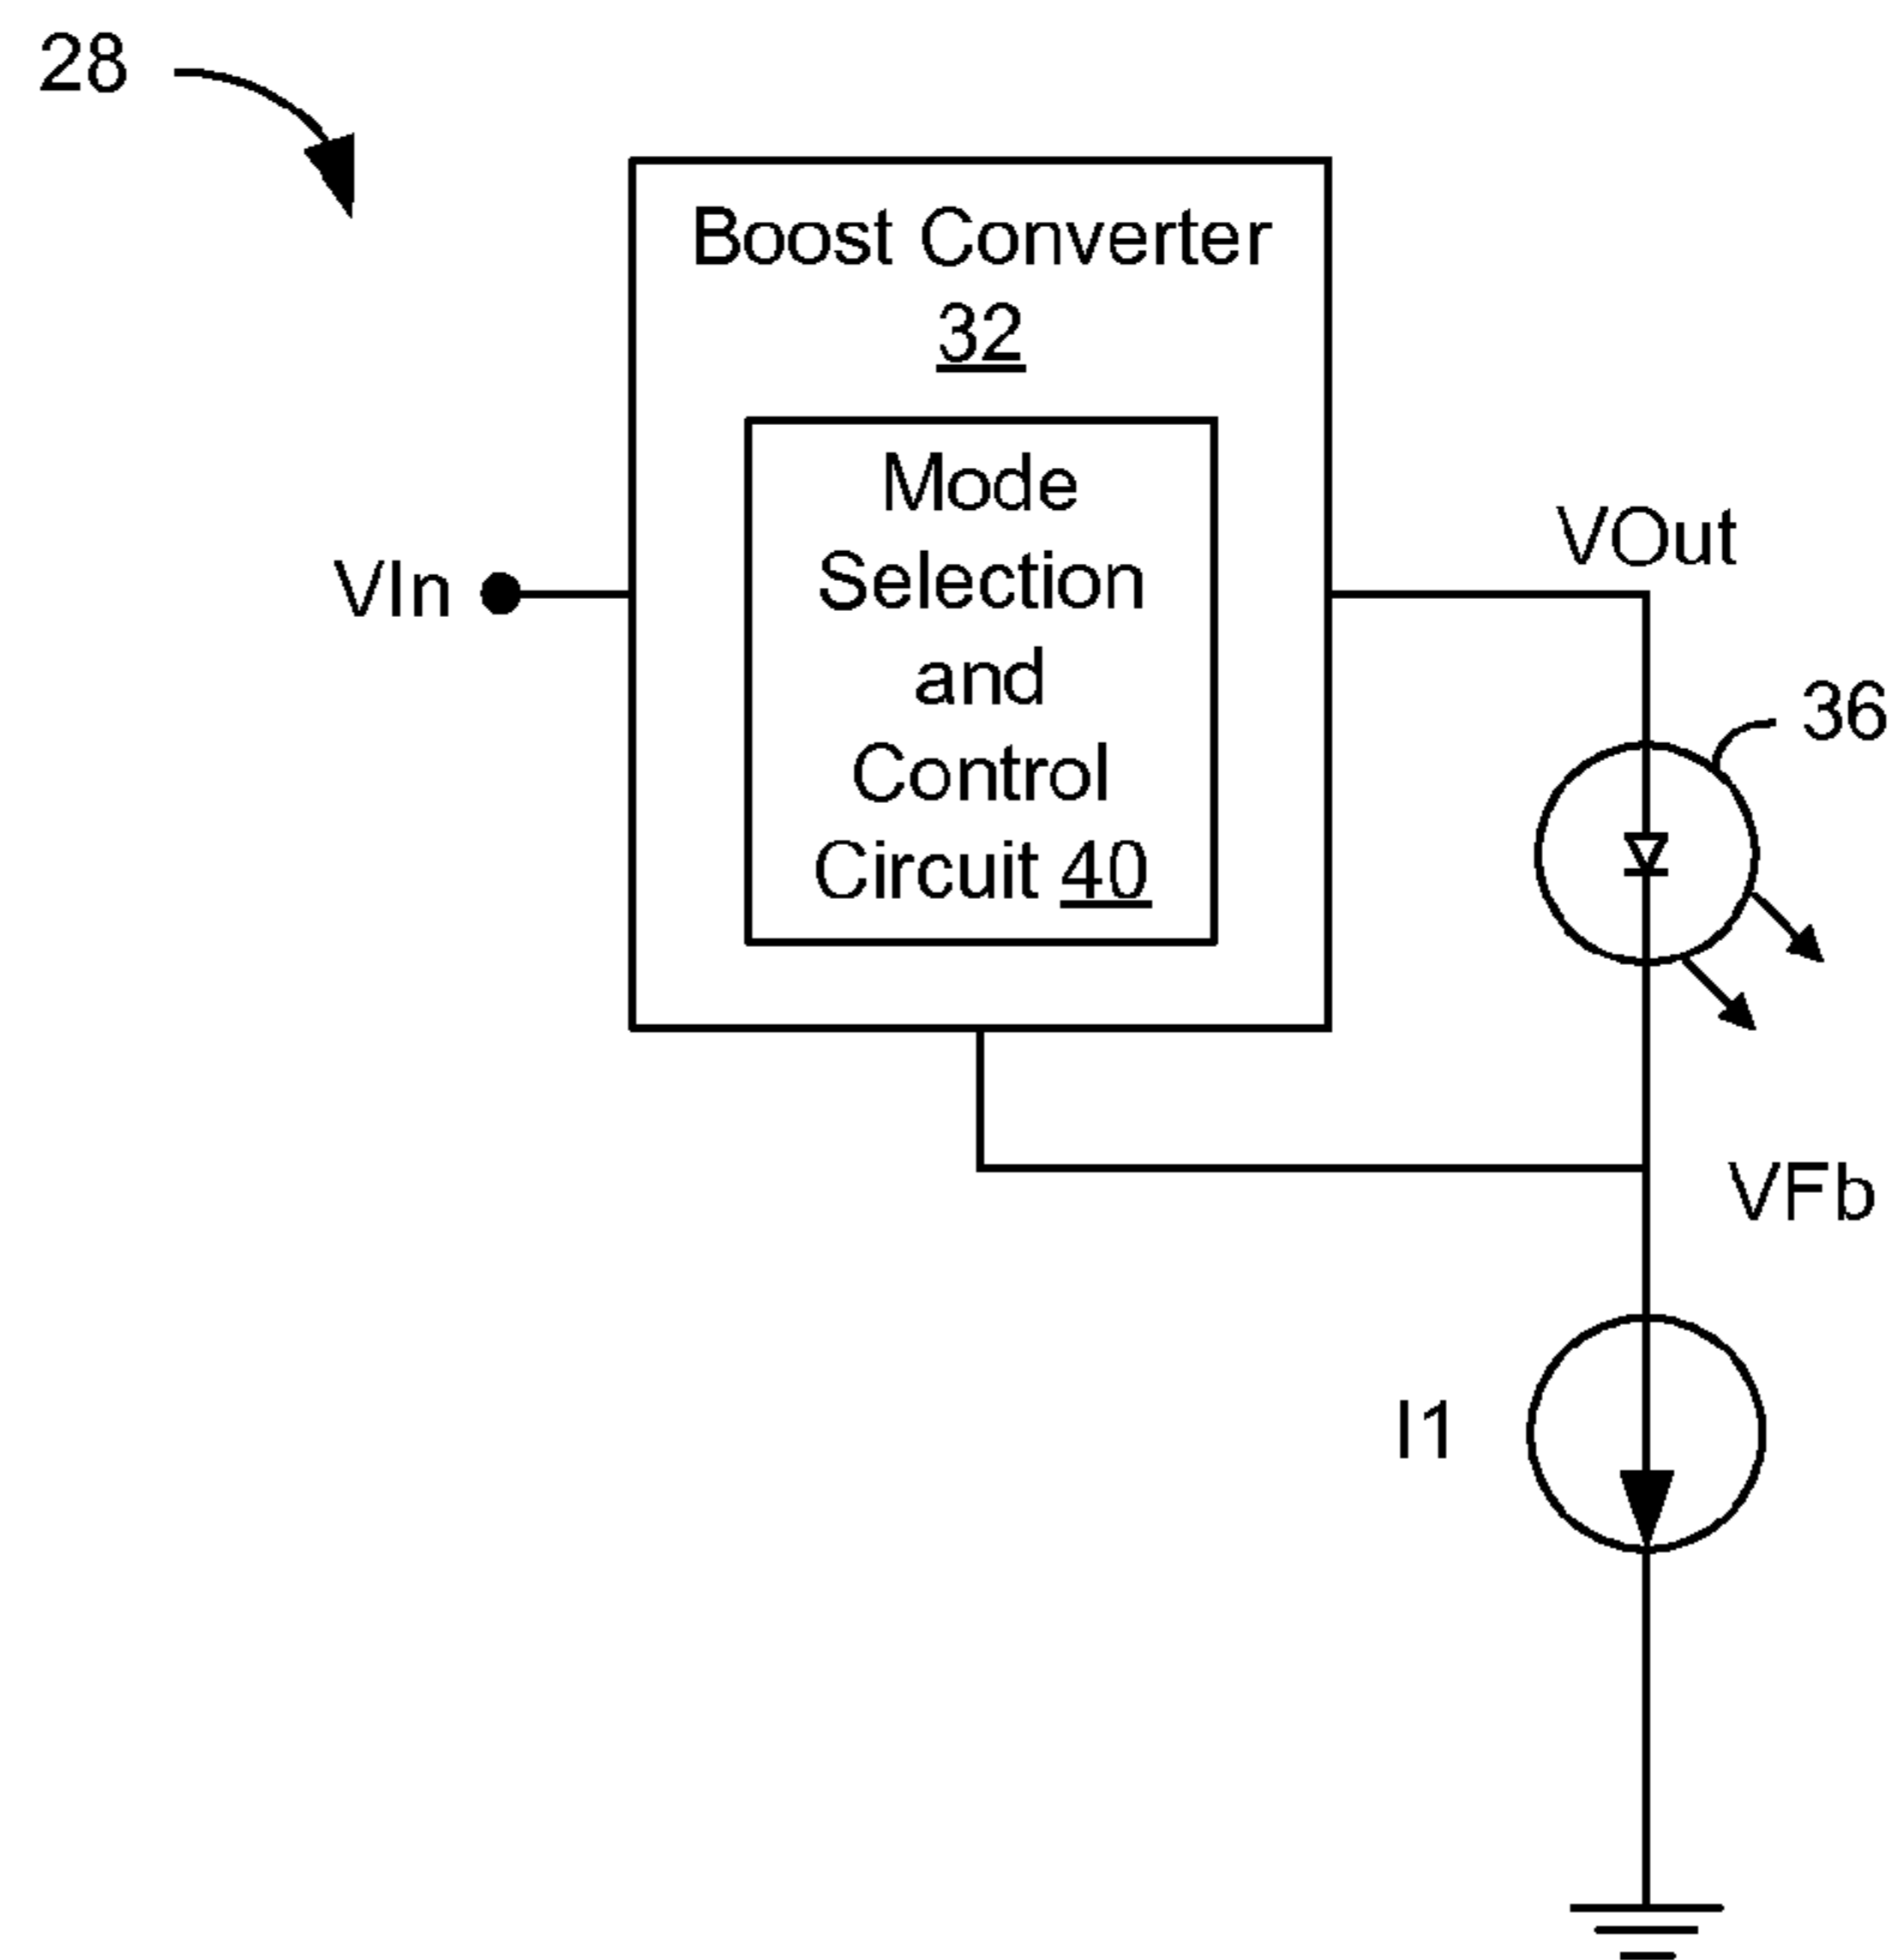 28
Boost Converter
32
Mode
Selection
and
Control
Circuit 40
VIn
VOut
36
VFb
I1